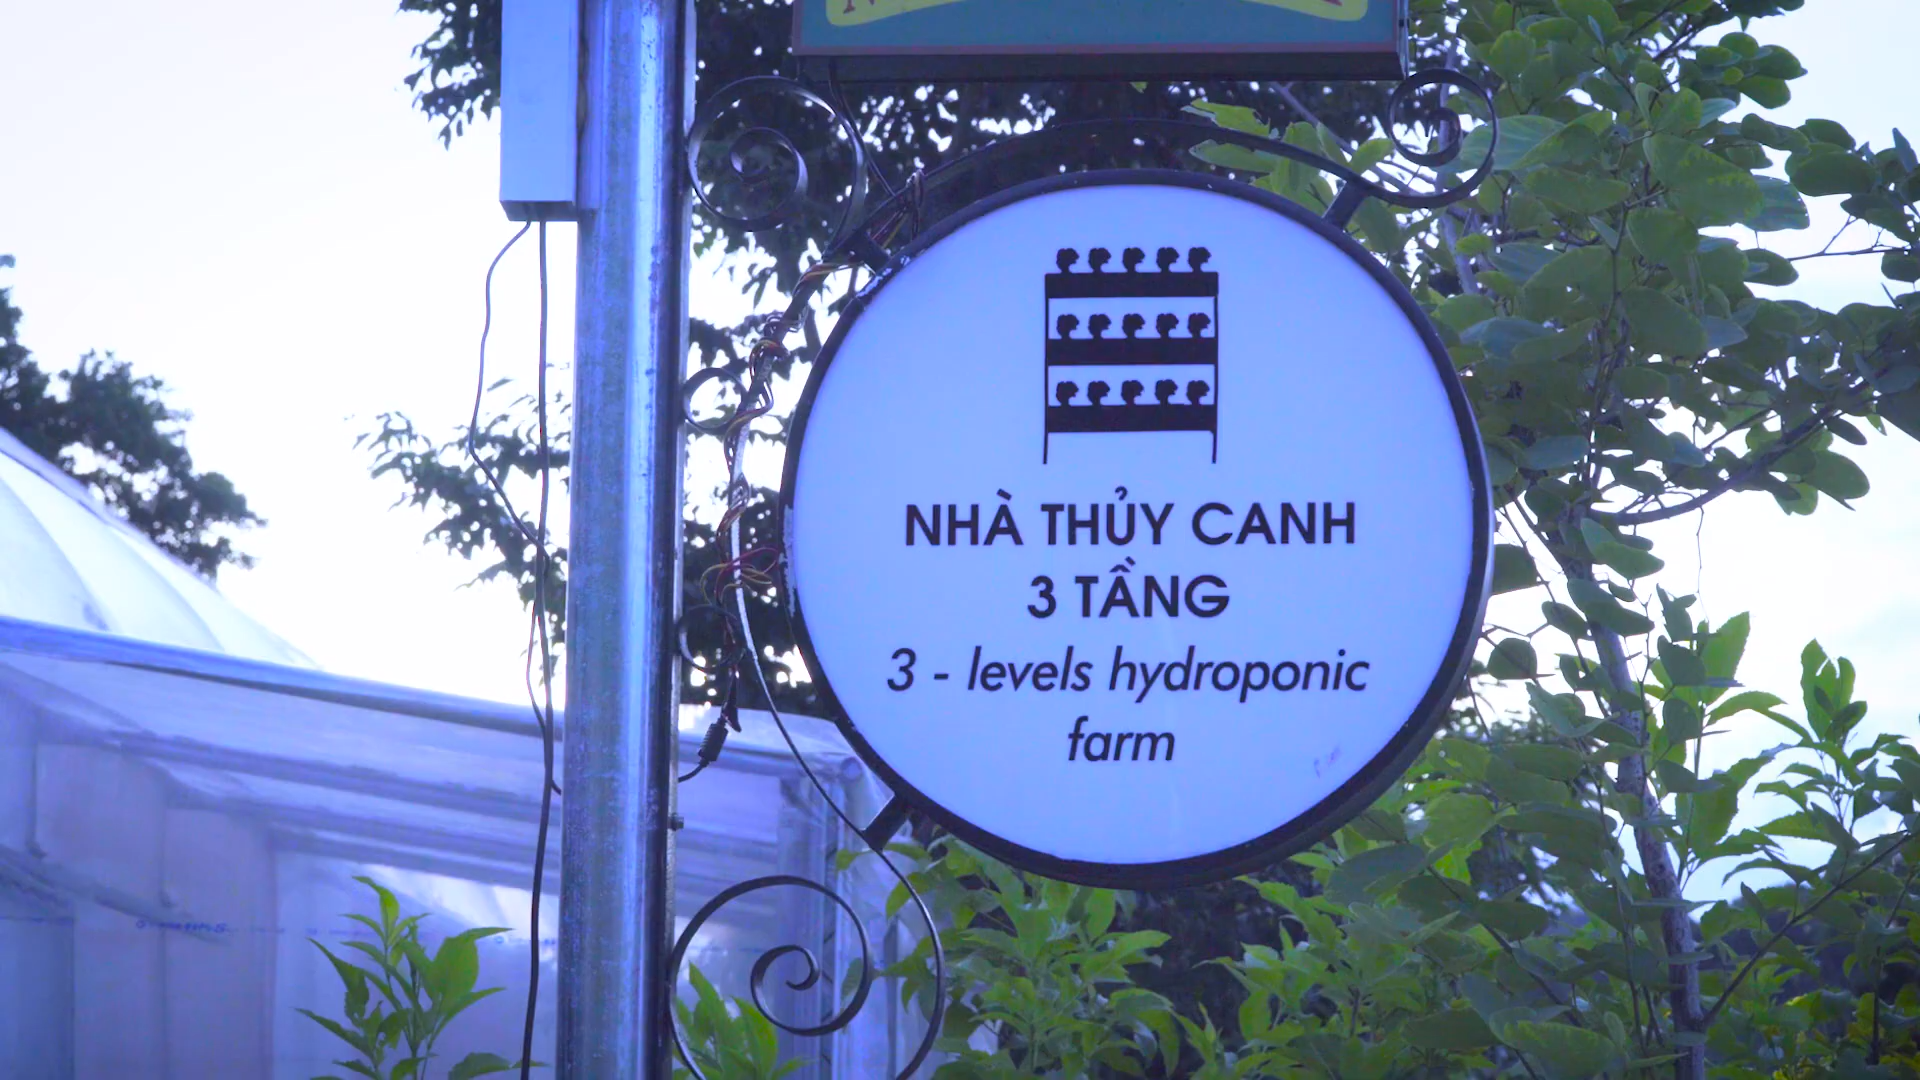 NHÀ THỦY CANH
3 TẦNG
3 - levels hydroponic
farm